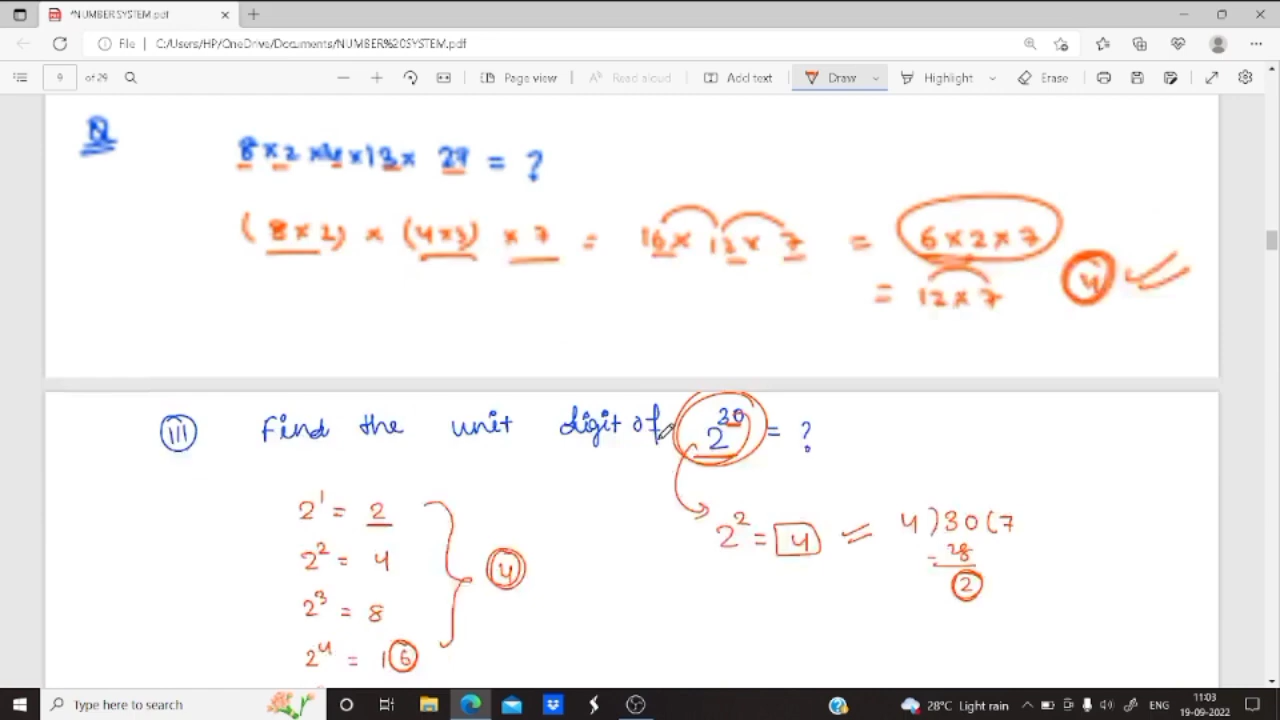 *NUMBER SYSTEM.pdf
File C:/Users/HP/OneDrive/Documents/NUMBER%20SYSTEM.pdf
9 of 29 Page view Read aloud Add text Draw Highlight Erase
Q
8 × 2 × 4 × 13 × 27 = ?
(8 × 2) × (4 × 3) × 7 = 16 × 12 × 7 = 6 × 2 × 7
= 12 × 7 4
iii Find the unit digit of 2^30 = ?
2^1 = 2
2^2 = 4
2^3 = 8
2^4 = 16
4
2^2 = 4
4 ) 30 ( 7
- 28
2
Type here to search
28°C Light rain
ENG
11:03
19-09-2022